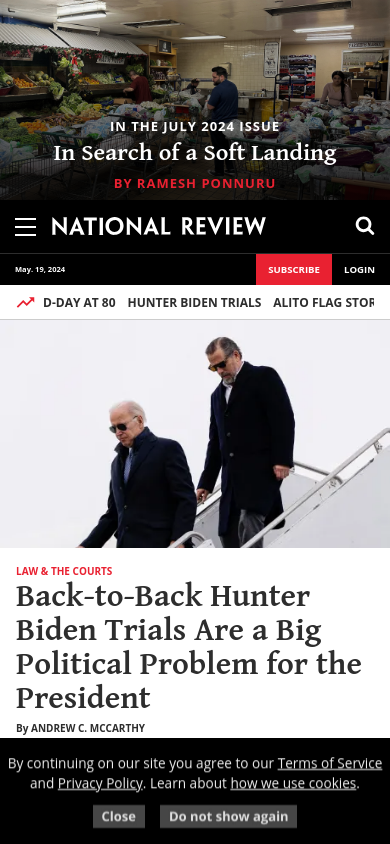 IN THE JULY 2024 ISSUE
In Search of a Soft Landing
BY RAMESH PONNURU
NATIONAL REVIEW
May. 19, 2024
SUBSCRIBE
LOGIN
D-DAY AT 80 HUNTER BIDEN TRIALS ALITO FLAG STOR
LAW & THE COURTS
Back-to-Back Hunter
Biden Trials Are a Big
Political Problem for the
President
By ANDREW C. MCCARTHY
By continuing on our site you agree to our Terms of Service
and Privacy Policy. Learn about how we use cookies.
Close
Do not show again